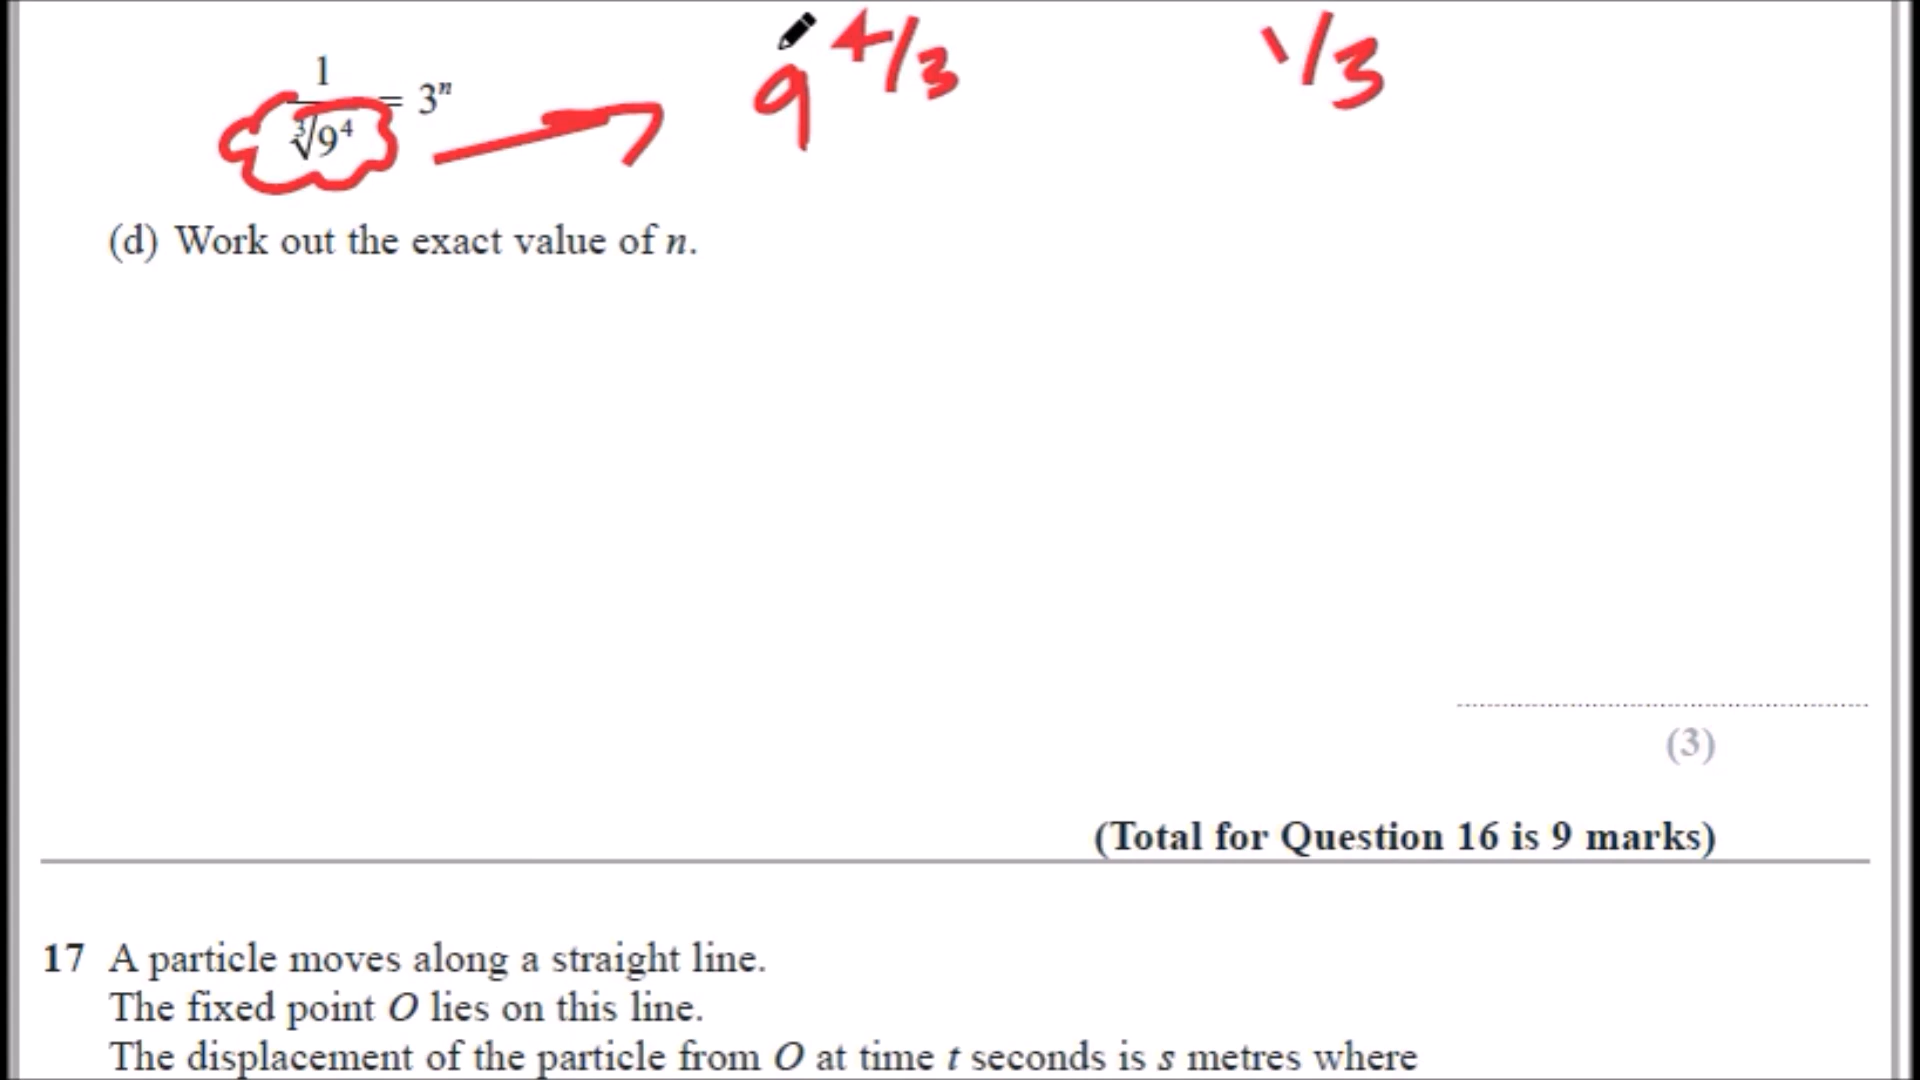 1/∛9⁴ = 3ⁿ
9^4/3
1/3
(d) Work out the exact value of n.
(3)
(Total for Question 16 is 9 marks)
17 A particle moves along a straight line.
The fixed point O lies on this line.
The displacement of the particle from O at time t seconds is s metres where